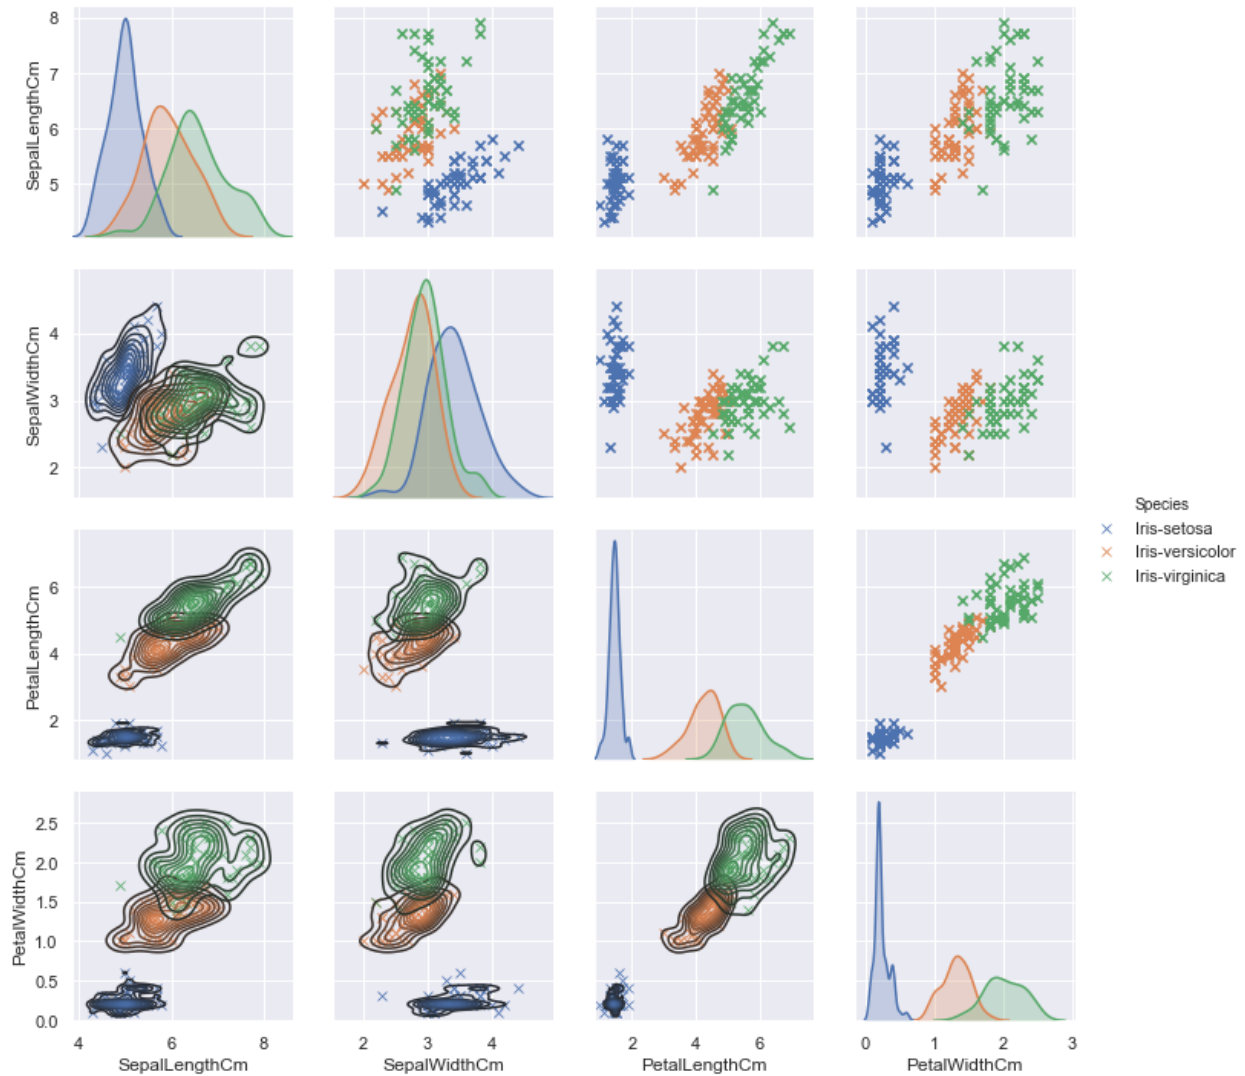 8
7
6
5
SepalLengthCm
4
3
2
SepalWidthCm
6
4
2
PetalLengthCm
2.5
2.0
1.5
1.0
0.5
0.0
PetalWidthCm
4 6 8
SepalLengthCm
2 3 4
SepalWidthCm
2 4 6
PetalLengthCm
0 1 2 3
PetalWidthCm
Species
Iris-setosa
Iris-versicolor
Iris-virginica